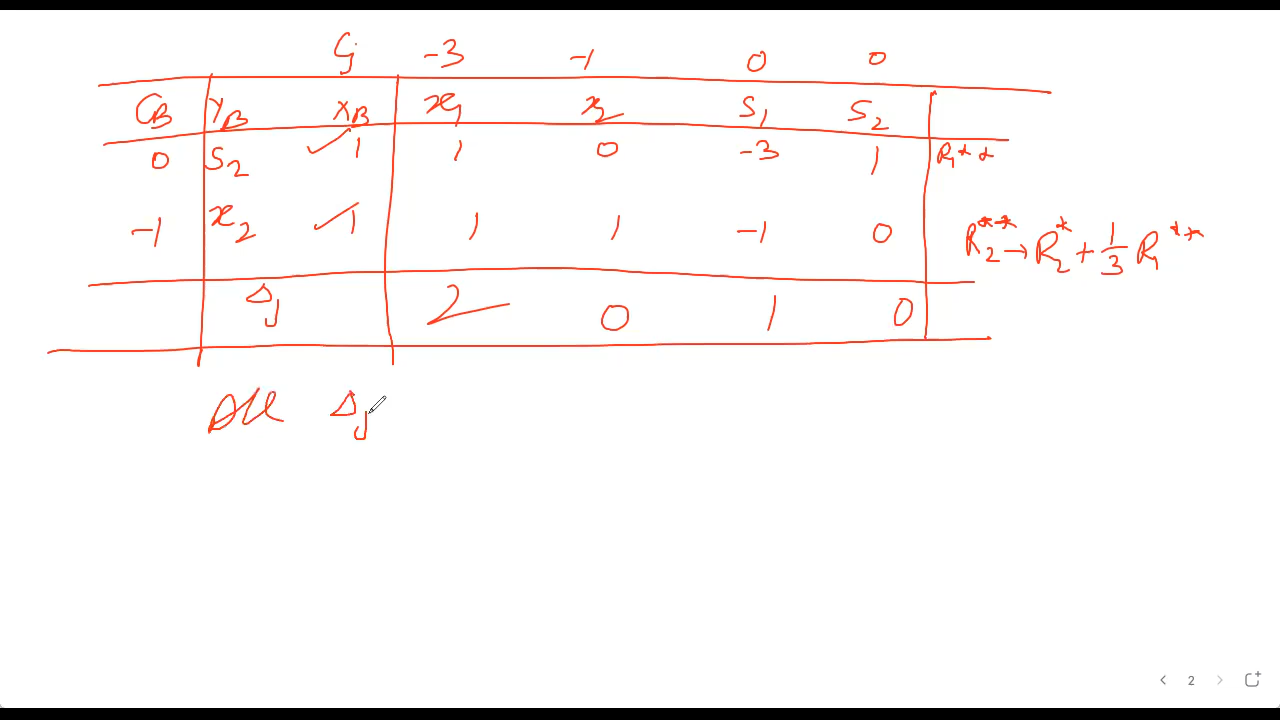 Cj -3 -1 0 0
CB YB XB x1 x2 S1 S2
0 S2 ✓1 1 0 -3 1 R1**
-1 x2 ✓1 1 1 -1 0 R2** → R2* + 1/3 R1**
Δj 2 0 1 0
All Δj
2